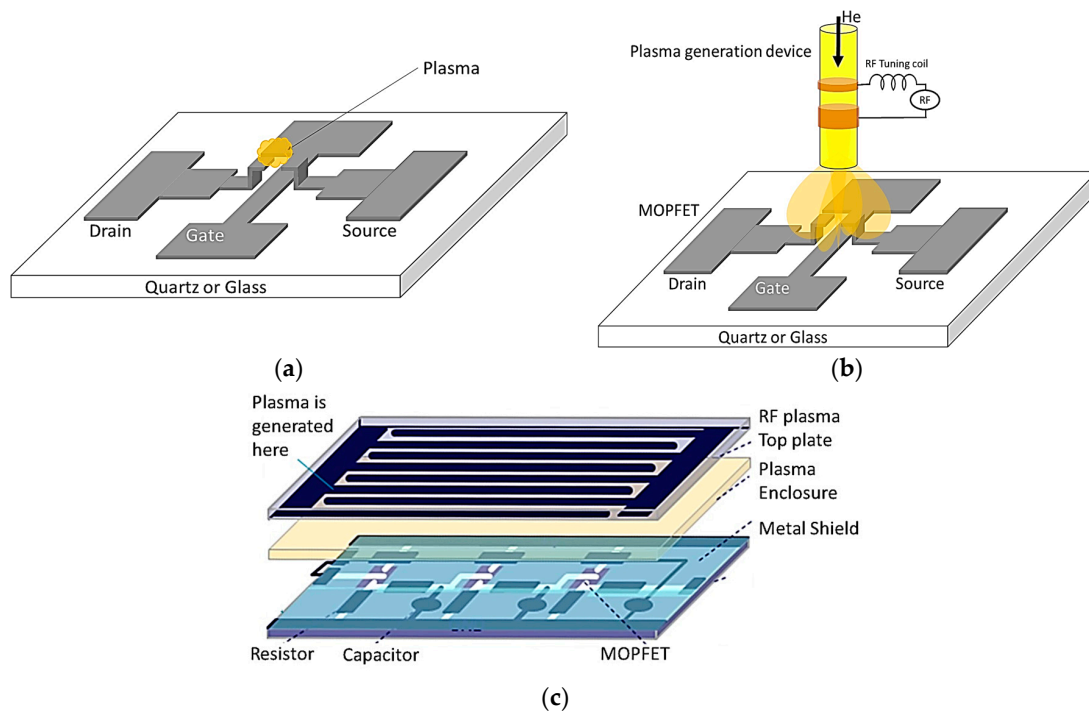 Plasma
Drain
Gate
Source
Quartz or Glass
(a)
He
Plasma generation device
RF Tuning coil
RF
MOPFET
Drain
Gate
Source
Quartz or Glass
(b)
Plasma is
generated
here
RF plasma
Top plate
Plasma
Enclosure
Metal Shield
Resistor
Capacitor
MOPFET
(c)